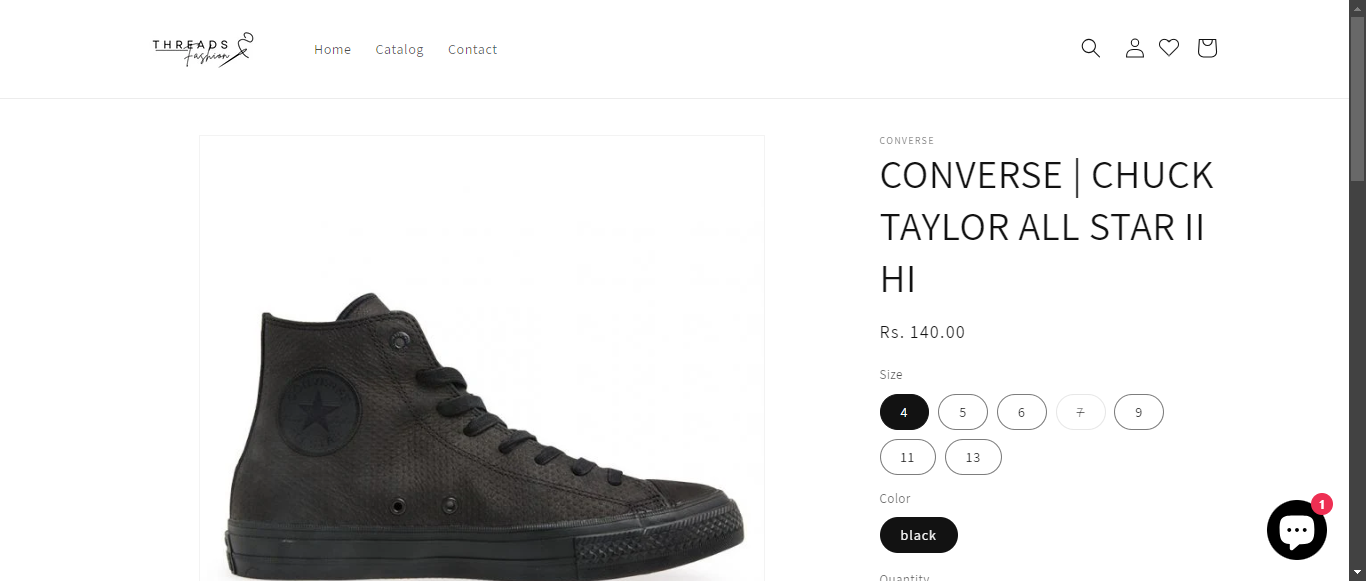 THREADS
Fashion
Home
Catalog
Contact
CONVERSE
CONVERSE | CHUCK
TAYLOR ALL STAR II
HI
Rs. 140.00
Size
4
5
6
7
9
11
13
Color
black
1
Quantity